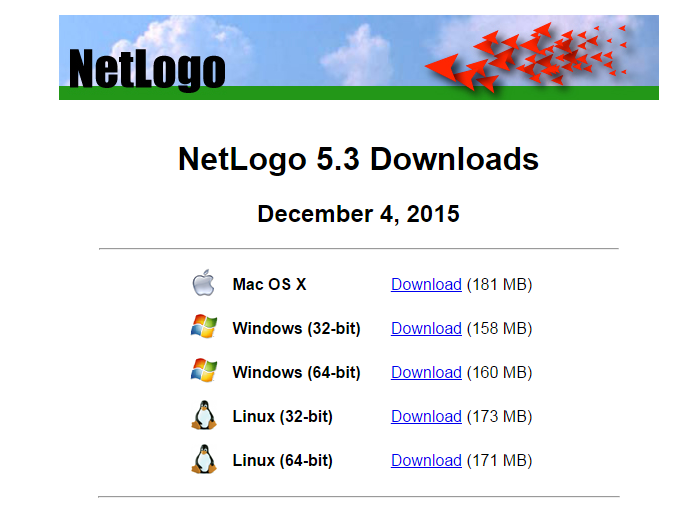 NetLogo
NetLogo 5.3 Downloads
December 4, 2015
Mac OS X Download (181 MB)
Windows (32-bit) Download (158 MB)
Windows (64-bit) Download (160 MB)
Linux (32-bit) Download (173 MB)
Linux (64-bit) Download (171 MB)